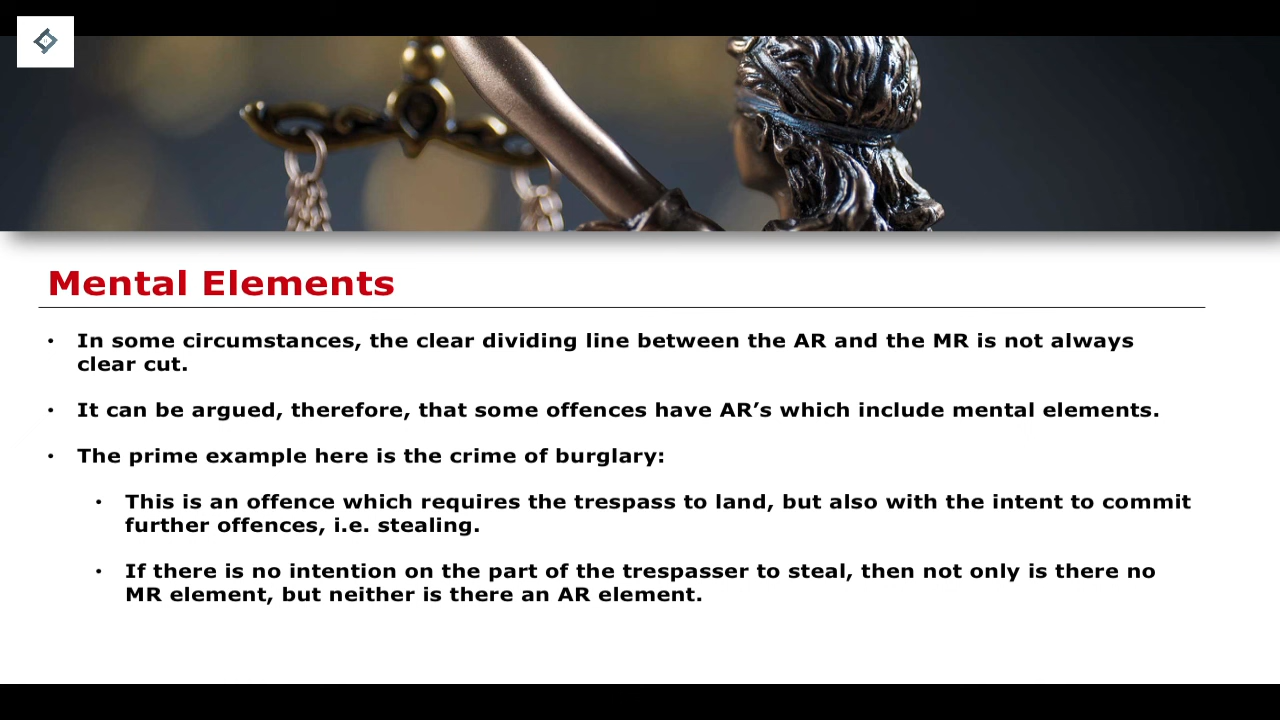 Mental Elements
• In some circumstances, the clear dividing line between the AR and the MR is not always
clear cut.
• It can be argued, therefore, that some offences have AR’s which include mental elements.
• The prime example here is the crime of burglary:
• This is an offence which requires the trespass to land, but also with the intent to commit
further offences, i.e. stealing.
• If there is no intention on the part of the trespasser to steal, then not only is there no
MR element, but neither is there an AR element.